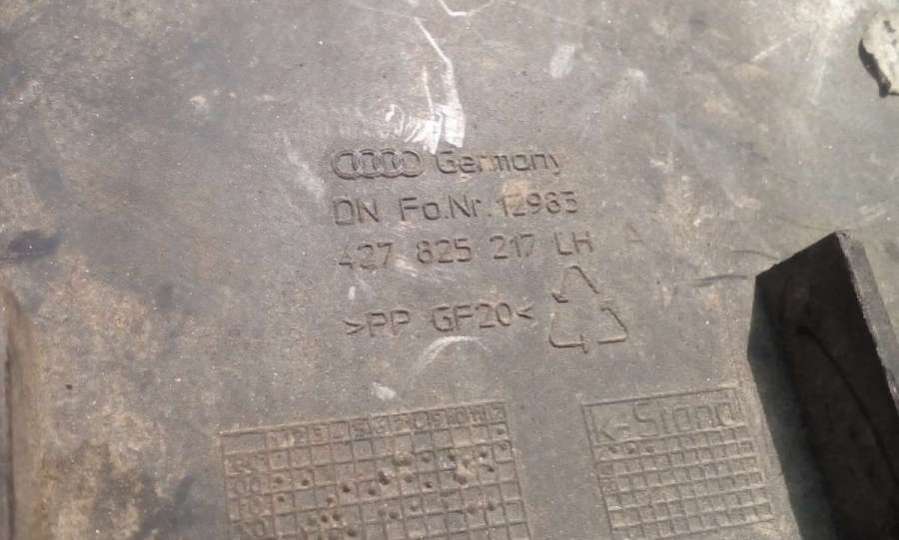 Germany
DN Fo.Nr. 12983
427 825 217 LH A
>PP GF20<
K-Stand